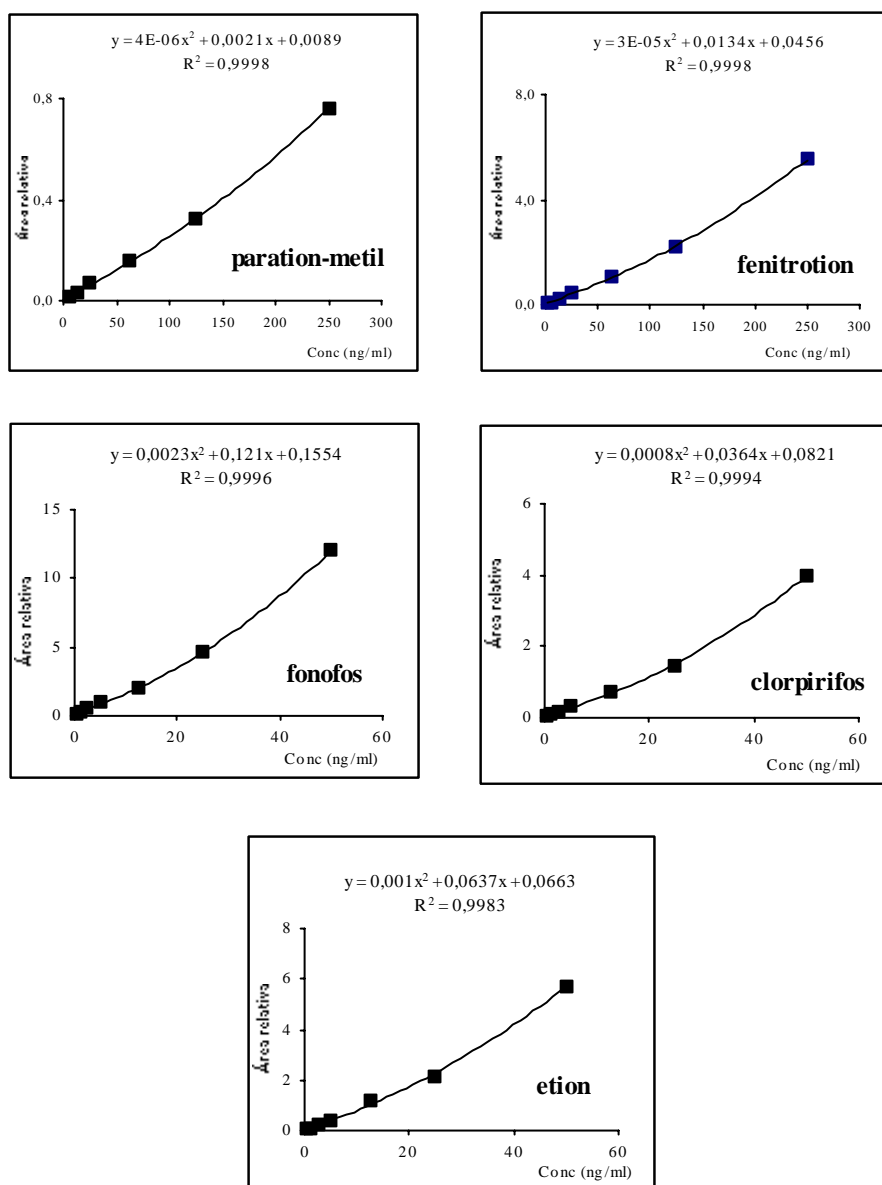 y = 4E-06x² + 0,0021x + 0,0089
R² = 0,9998
0,8
0,4
0,0
Área relativa
paration-metil
0 50 100 150 200 250 300
Conc (ng/ml)
y = 3E-05x² + 0,0134x + 0,0456
R² = 0,9998
8,0
4,0
0,0
Área relativa
fenitrotion
0 50 100 150 200 250 300
Conc (ng/ml)
y = 0,0023x² + 0,121x + 0,1554
R² = 0,9996
15
10
5
0
Área relativa
fonofos
0 20 40 60
Conc (ng/ml)
y = 0,0008x² + 0,0364x + 0,0821
R² = 0,9994
6
4
2
0
Área relativa
clorpirifos
0 20 40 60
Conc (ng/ml)
y = 0,001x² + 0,0637x + 0,0663
R² = 0,9983
8
6
4
2
0
Área relativa
etion
0 20 40 60
Conc (ng/ml)